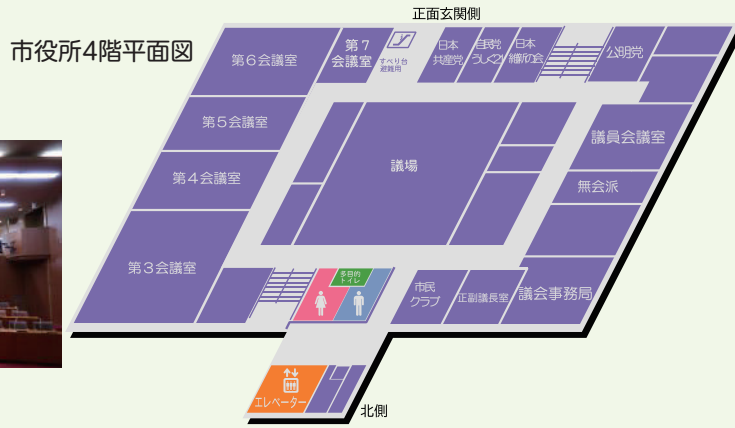 正面玄関側
市役所4階平面図
第6会議室
第7
会議室
すべり台
避難用
日本
共産党
自民党
うしく21
日本
維新の会
公明党
第5会議室
議員会議室
議場
第4会議室
無会派
第3会議室
多目的
トイレ
市民
クラブ
正副議長室
議会事務局
エレベーター
北側